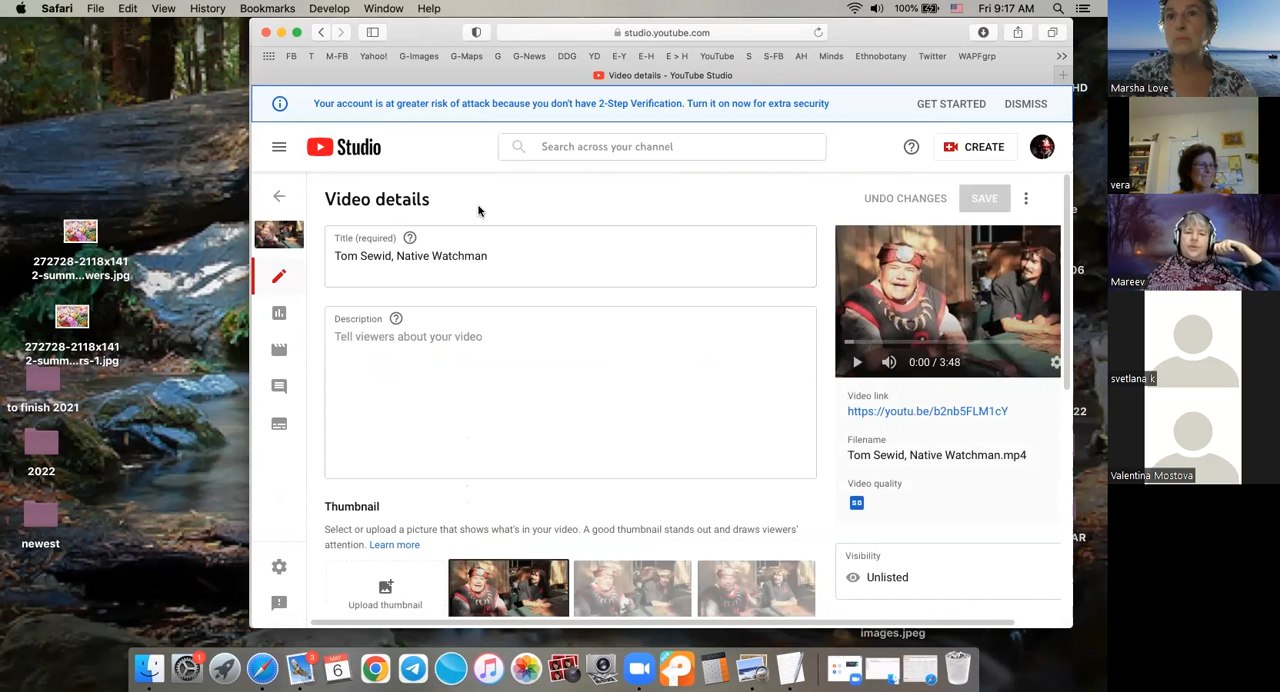 Safari File Edit View History Bookmarks Develop Window Help
100% Fri 9:17 AM
studio.youtube.com
FB T M-FB Yahoo! G-Images G-Maps G G-News DDG YD E-Y E-H E > H YouTube S S-FB AH Minds Ethnobotany Twitter WAPFgrp
Video details - YouTube Studio
Your account is at greater risk of attack because you don't have 2-Step Verification. Turn it on now for extra security
GET STARTED DISMISS
Studio
Search across your channel
CREATE
Video details
UNDO CHANGES SAVE
Title (required)
Tom Sewid, Native Watchman
Description
Tell viewers about your video
0:00 / 3:48
Video link
https://youtu.be/b2nb5FLM1cY
Filename
Tom Sewid, Native Watchman.mp4
Video quality
SD
Thumbnail
Select or upload a picture that shows what's in your video. A good thumbnail stands out and draws viewers'
attention. Learn more
Upload thumbnail
Visibility
Unlisted
272728-2118x141
2-summ...wers.jpg
272728-2118x141
2-summ...rs-1.jpg
to finish 2021
2022
newest
HD
06
22
AR
images.jpeg
MAY
6
1
3
Marsha Love
vera
Mareev
svetlana k
Valentina Mostova